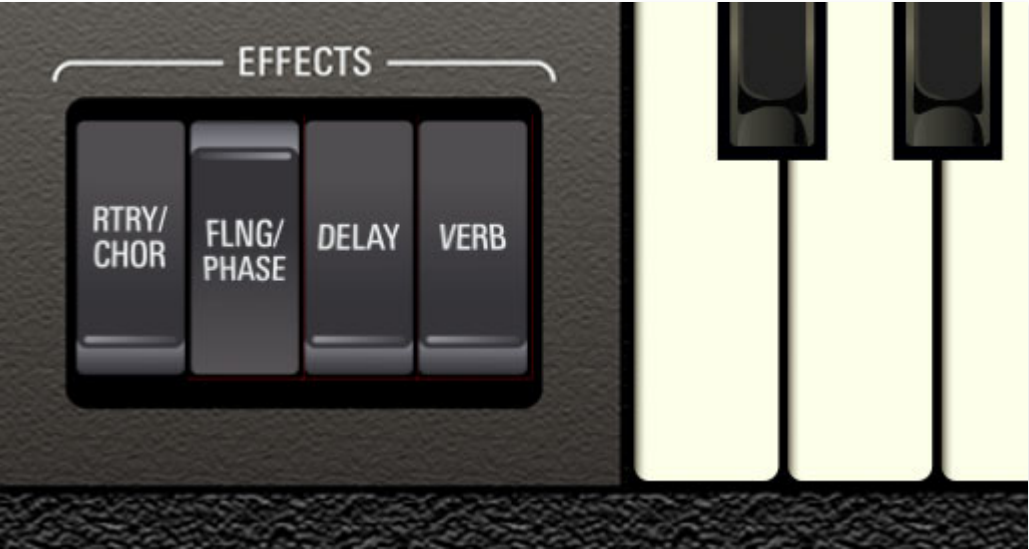 EFFECTS
RTRY/
CHOR
FLNG/
PHASE
DELAY
VERB